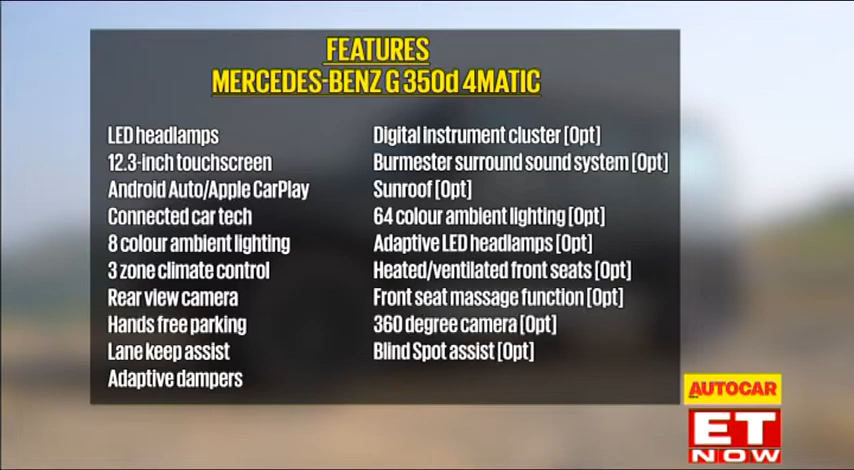 FEATURES
MERCEDES-BENZ G 350d 4MATIC
LED headlamps
12.3-inch touchscreen
Android Auto/Apple CarPlay
Connected car tech
8 colour ambient lighting
3 zone climate control
Rear view camera
Hands free parking
Lane keep assist
Adaptive dampers
Digital instrument cluster [Opt]
Burmester surround sound system [Opt]
Sunroof [Opt]
64 colour ambient lighting [Opt]
Adaptive LED headlamps [Opt]
Heated/ventilated front seats [Opt]
Front seat massage function [Opt]
360 degree camera [Opt]
Blind Spot assist [Opt]
AUTOCAR
ET
NOW